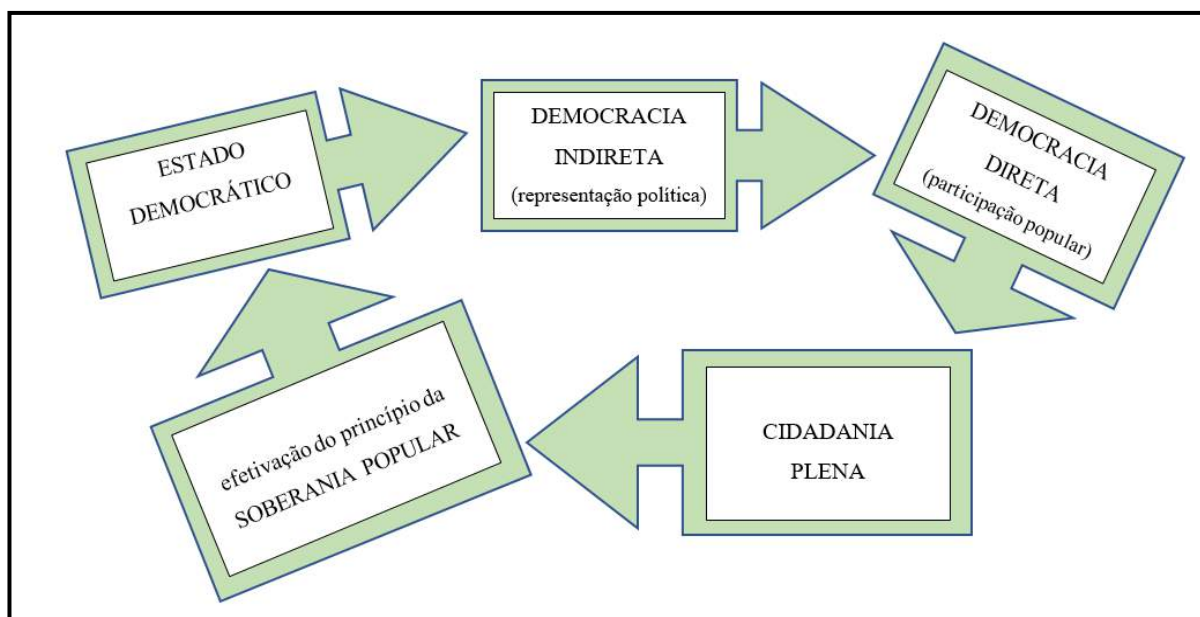 ESTADO
DEMOCRÁTICO
DEMOCRACIA
INDIRETA
(representação política)
DEMOCRACIA
DIRETA
(participação popular)
CIDADANIA
PLENA
efetivação do princípio da
SOBERANIA POPULAR